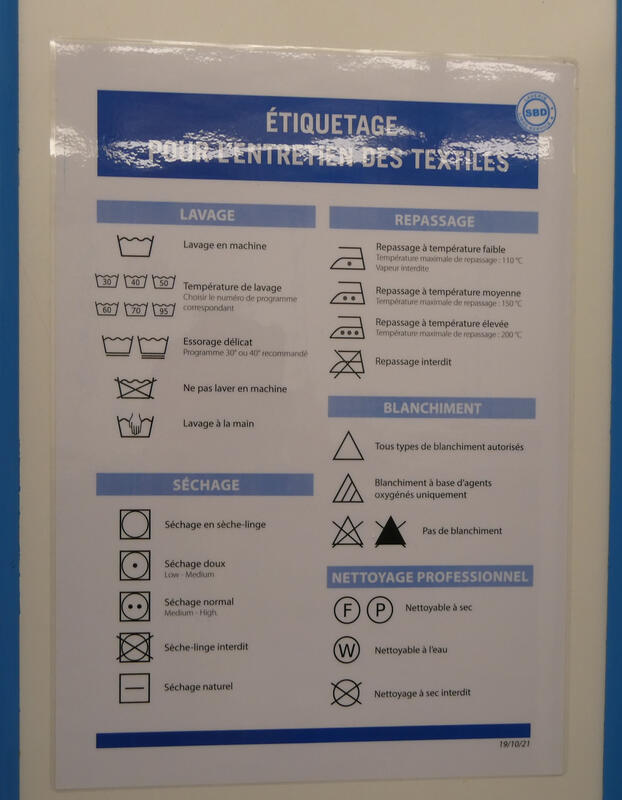 ÉTIQUETAGE
POUR L'ENTRETIEN DES TEXTILES
SBD
LAVAGE
Lavage en machine
30 40 50
60 70 95
Température de lavage
Choisir le numéro de programme
correspondant
Essorage délicat
Programme 30° ou 40° recommandé
Ne pas laver en machine
Lavage à la main
SÉCHAGE
Séchage en sèche-linge
Séchage doux
Low - Medium
Séchage normal
Medium - High
Sèche-linge interdit
Séchage naturel
REPASSAGE
Repassage à température faible
Température maximale de repassage : 110 °C
Vapeur interdite
Repassage à température moyenne
Température maximale de repassage : 150 °C
Repassage à température élevée
Température maximale de repassage : 200 °C
Repassage interdit
BLANCHIMENT
Tous types de blanchiment autorisés
Blanchiment à base d'agents
oxygénés uniquement
Pas de blanchiment
NETTOYAGE PROFESSIONNEL
F P
Nettoyable à sec
W
Nettoyable à l'eau
Nettoyage à sec interdit
19/10/21